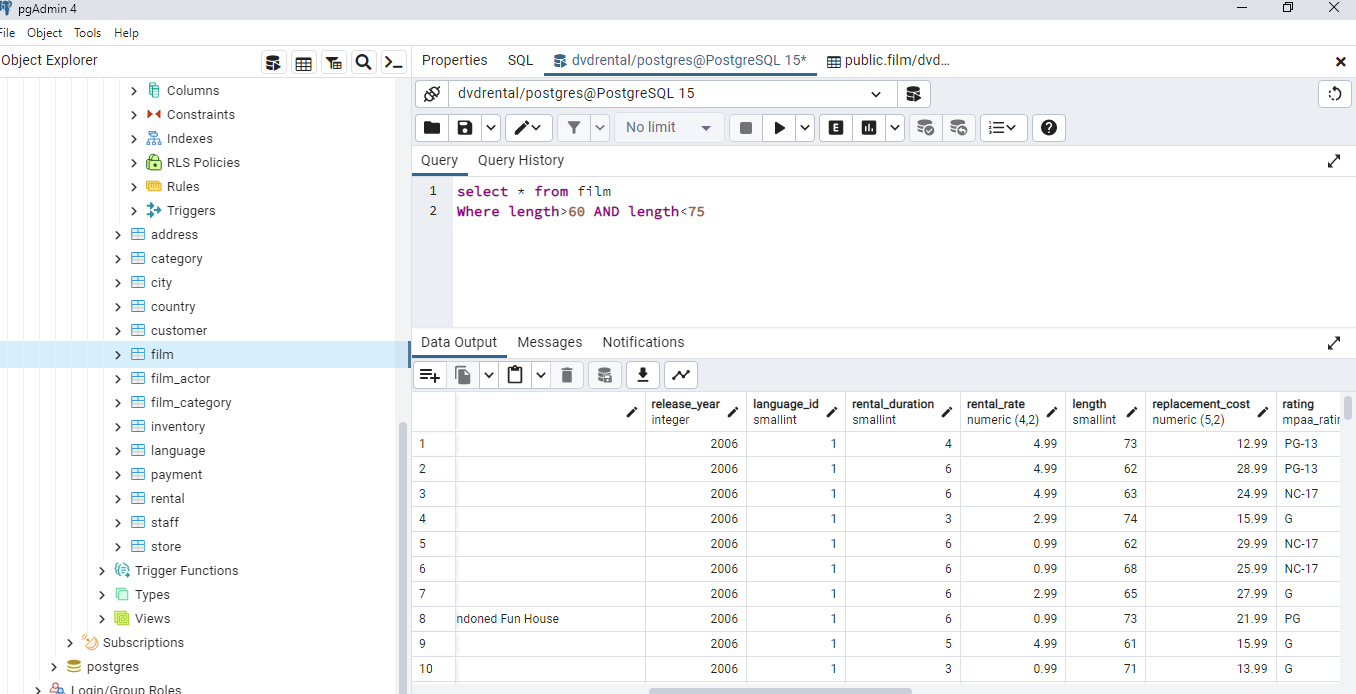 pgAdmin 4
File Object Tools Help
Object Explorer
Properties SQL dvdrental/postgres@PostgreSQL 15* public.film/dvd...
dvdrental/postgres@PostgreSQL 15
No limit
E
Query Query History
1 select * from film
2 Where length>60 AND length<75
Columns
Constraints
Indexes
RLS Policies
Rules
Triggers
address
category
city
country
customer
film
film_actor
film_category
inventory
language
payment
rental
staff
store
Trigger Functions
Types
Views
Subscriptions
postgres
Login/Group Roles
Data Output Messages Notifications
release_year language_id rental_duration rental_rate length replacement_cost rating
integer smallint smallint numeric (4,2) smallint numeric (5,2) mpaa_ratin
1 2006 1 4 4.99 73 12.99 PG-13
2 2006 1 6 4.99 62 28.99 PG-13
3 2006 1 6 4.99 63 24.99 NC-17
4 2006 1 3 2.99 74 15.99 G
5 2006 1 6 0.99 62 29.99 NC-17
6 2006 1 6 0.99 68 25.99 NC-17
7 2006 1 6 2.99 65 27.99 G
8 ndoned Fun House 2006 1 6 0.99 73 21.99 PG
9 2006 1 5 4.99 61 15.99 G
10 2006 1 3 0.99 71 13.99 G